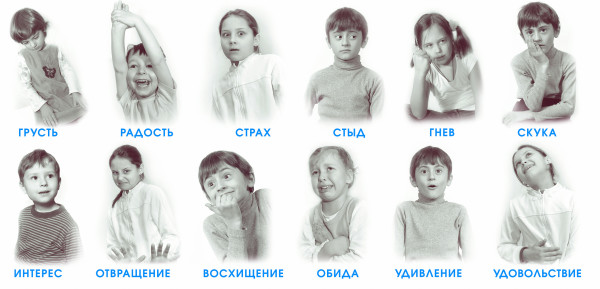 ГРУСТЬ РАДОСТЬ СТРАХ СТЫД ГНЕВ СКУКА
ИНТЕРЕС ОТВРАЩЕНИЕ ВОСХИЩЕНИЕ ОБИДА УДИВЛЕНИЕ УДОВОЛЬСТВИЕ